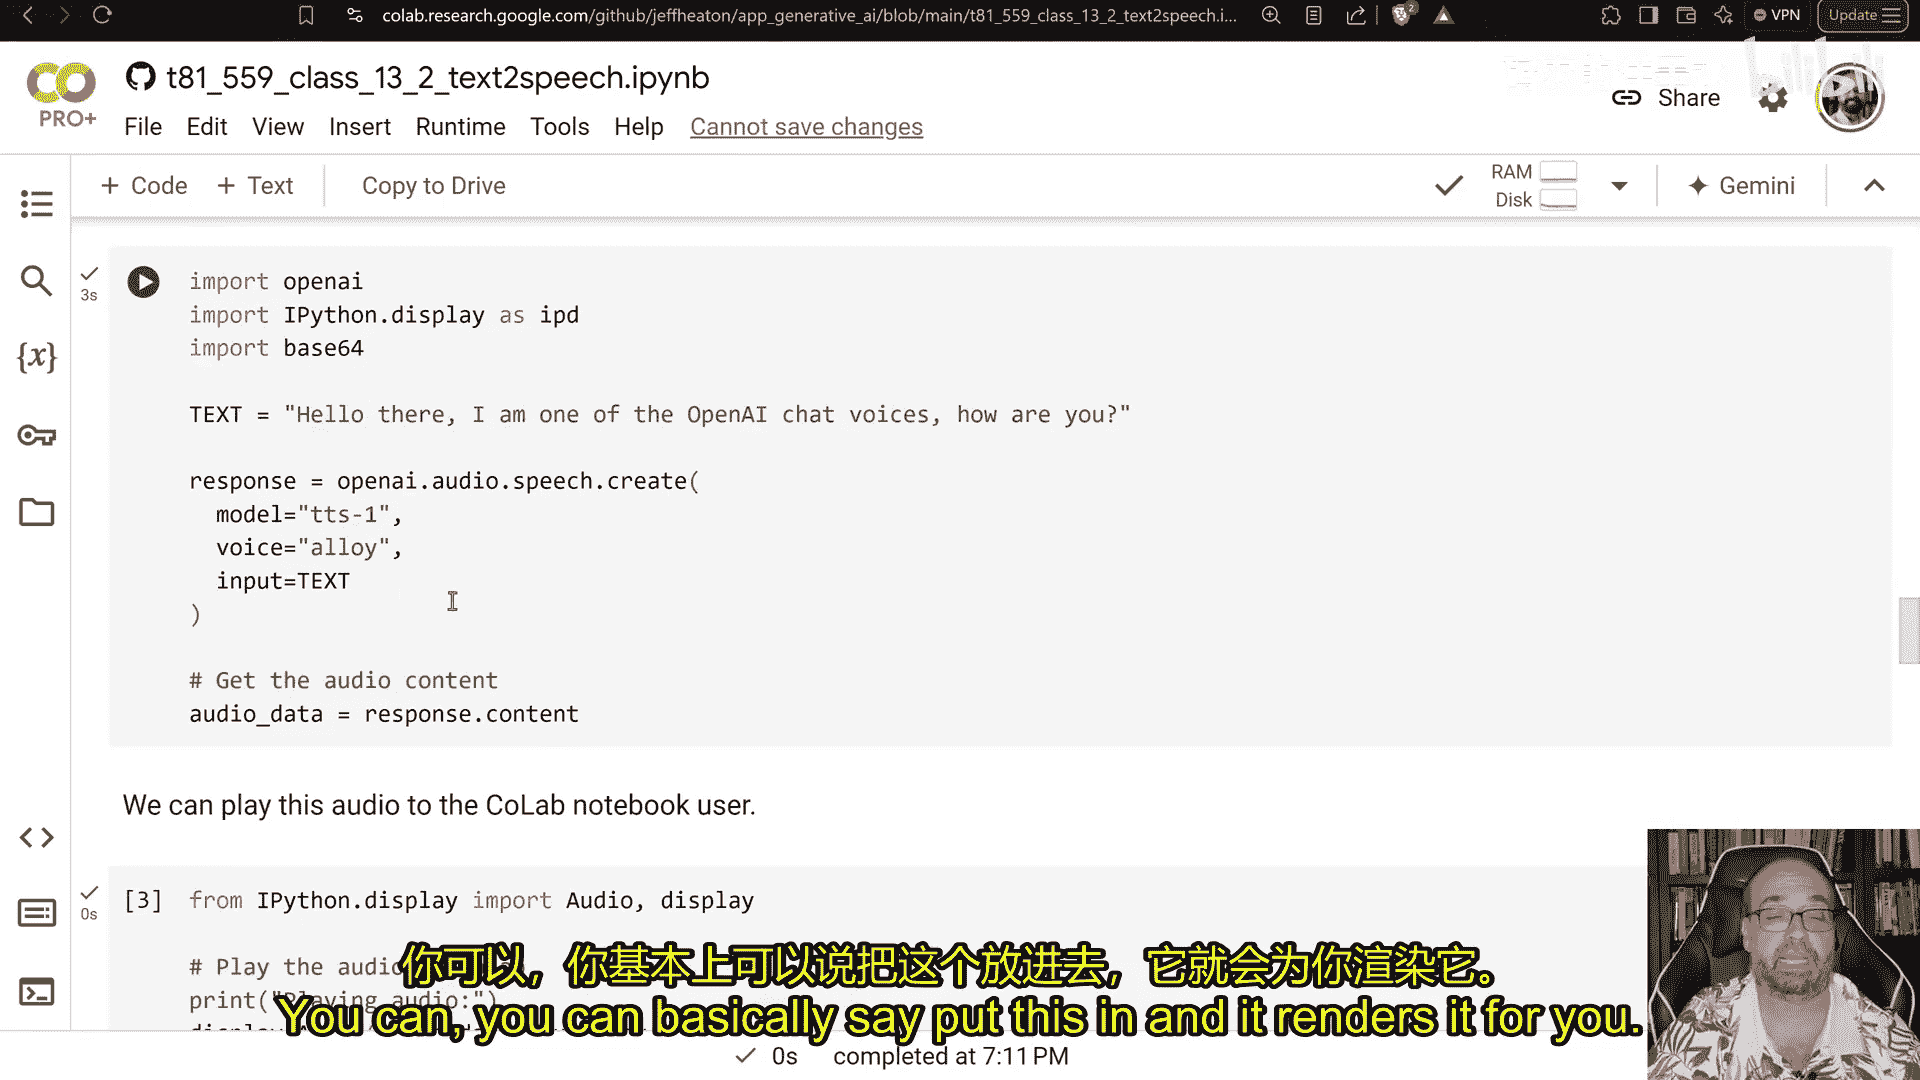 colab.research.google.com/github/jeffheaton/app_generative_ai/blob/main/t81_559_class_13_2_text2speech.i...
2
VPN
Update
t81_559_class_13_2_text2speech.ipynb
PRO+
File Edit View Insert Runtime Tools Help Cannot save changes
Share
+ Code + Text Copy to Drive
RAM
Disk
Gemini
3s
import openai
import IPython.display as ipd
import base64
TEXT = "Hello there, I am one of the OpenAI chat voices, how are you?"
response = openai.audio.speech.create(
model="tts-1",
voice="alloy",
input=TEXT
)
# Get the audio content
audio_data = response.content
We can play this audio to the CoLab notebook user.
[3] from IPython.display import Audio, display
0s
# Play the audio
print("Playing audio:")
你可以，你基本上可以说把这个放进去，它就会为你渲染它。
You can, you can basically say put this in and it renders it for you.
0s completed at 7:11 PM
bilibili